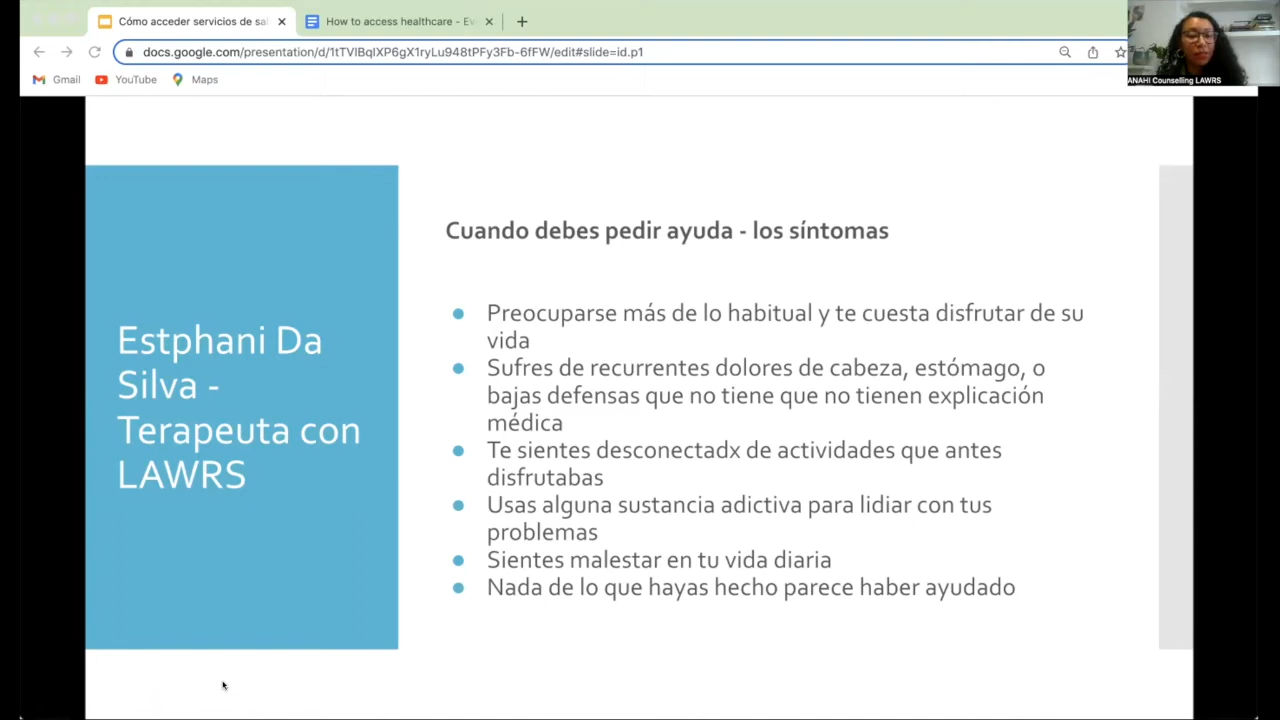 Cómo acceder servicios de sal
How to access healthcare - Ev
docs.google.com/presentation/d/1tTVlBqlXP6gX1ryLu948tPFy3Fb-6fFW/edit#slide=id.p1
Gmail
YouTube
Maps
ANAHI Counselling LAWRS
Estphani Da
Silva -
Terapeuta con
LAWRS
Cuando debes pedir ayuda - los síntomas
Preocuparse más de lo habitual y te cuesta disfrutar de su
vida
Sufres de recurrentes dolores de cabeza, estómago, o
bajas defensas que no tiene que no tienen explicación
médica
Te sientes desconectadx de actividades que antes
disfrutabas
Usas alguna sustancia adictiva para lidiar con tus
problemas
Sientes malestar en tu vida diaria
Nada de lo que hayas hecho parece haber ayudado